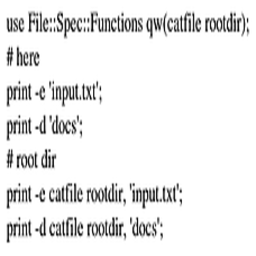 use File::Spec::Functions qw(catfile rootdir);
# here
print -e 'input.txt';
print -d 'docs';
# root dir
print -e catfile rootdir, 'input.txt';
print -d catfile rootdir, 'docs';